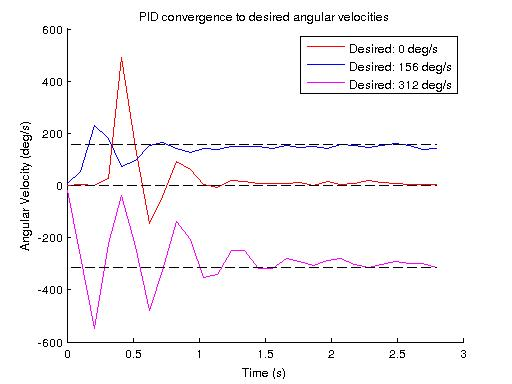 PID convergence to desired angular velocities
Desired: 0 deg/s
Desired: 156 deg/s
Desired: 312 deg/s
Angular Velocity (deg/s)
600
400
200
0
-200
-400
-600
0
0.5
1
1.5
2
2.5
3
Time (s)